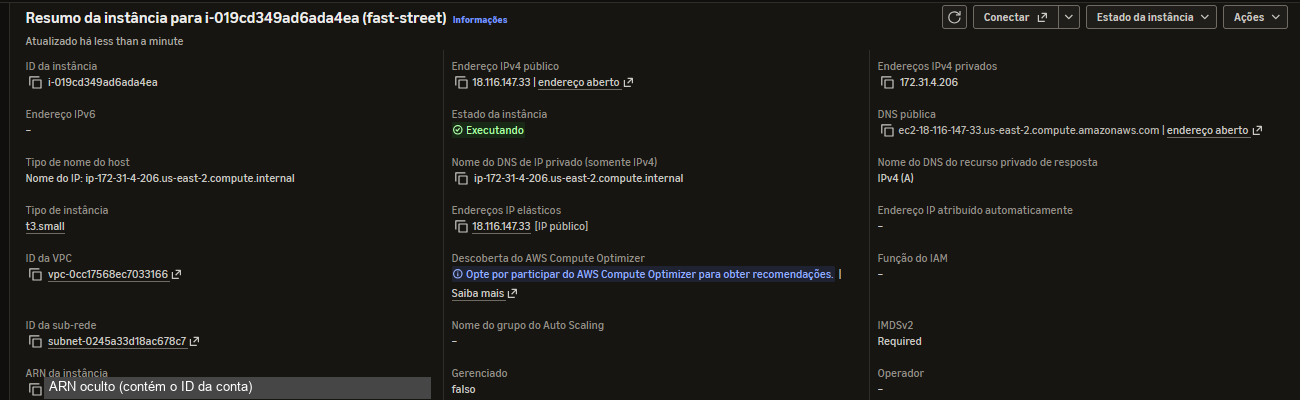 Resumo da instância para i-019cd349ad6ada4ea (fast-street) Informações
Conectar
Estado da instância
Ações
Atualizado há less than a minute
ID da instância
i-019cd349ad6ada4ea
Endereço IPv4 público
18.116.147.33 | endereço aberto
Endereços IPv4 privados
172.31.4.206
Endereço IPv6
–
Estado da instância
Executando
DNS pública
ec2-18-116-147-33.us-east-2.compute.amazonaws.com | endereço aberto
Tipo de nome do host
Nome do IP: ip-172-31-4-206.us-east-2.compute.internal
Nome do DNS de IP privado (somente IPv4)
ip-172-31-4-206.us-east-2.compute.internal
Nome do DNS do recurso privado de resposta
IPv4 (A)
Tipo de instância
t3.small
Endereços IP elásticos
18.116.147.33 [IP público]
Endereço IP atribuído automaticamente
–
ID da VPC
vpc-0cc17568ec7033166
Descoberta do AWS Compute Optimizer
Opte por participar do AWS Compute Optimizer para obter recomendações. |
Saiba mais
Função do IAM
–
ID da sub-rede
subnet-0245a33d18ac678c7
Nome do grupo do Auto Scaling
–
IMDSv2
Required
ARN da instância
ARN oculto (contém o ID da conta)
Gerenciado
falso
Operador
–